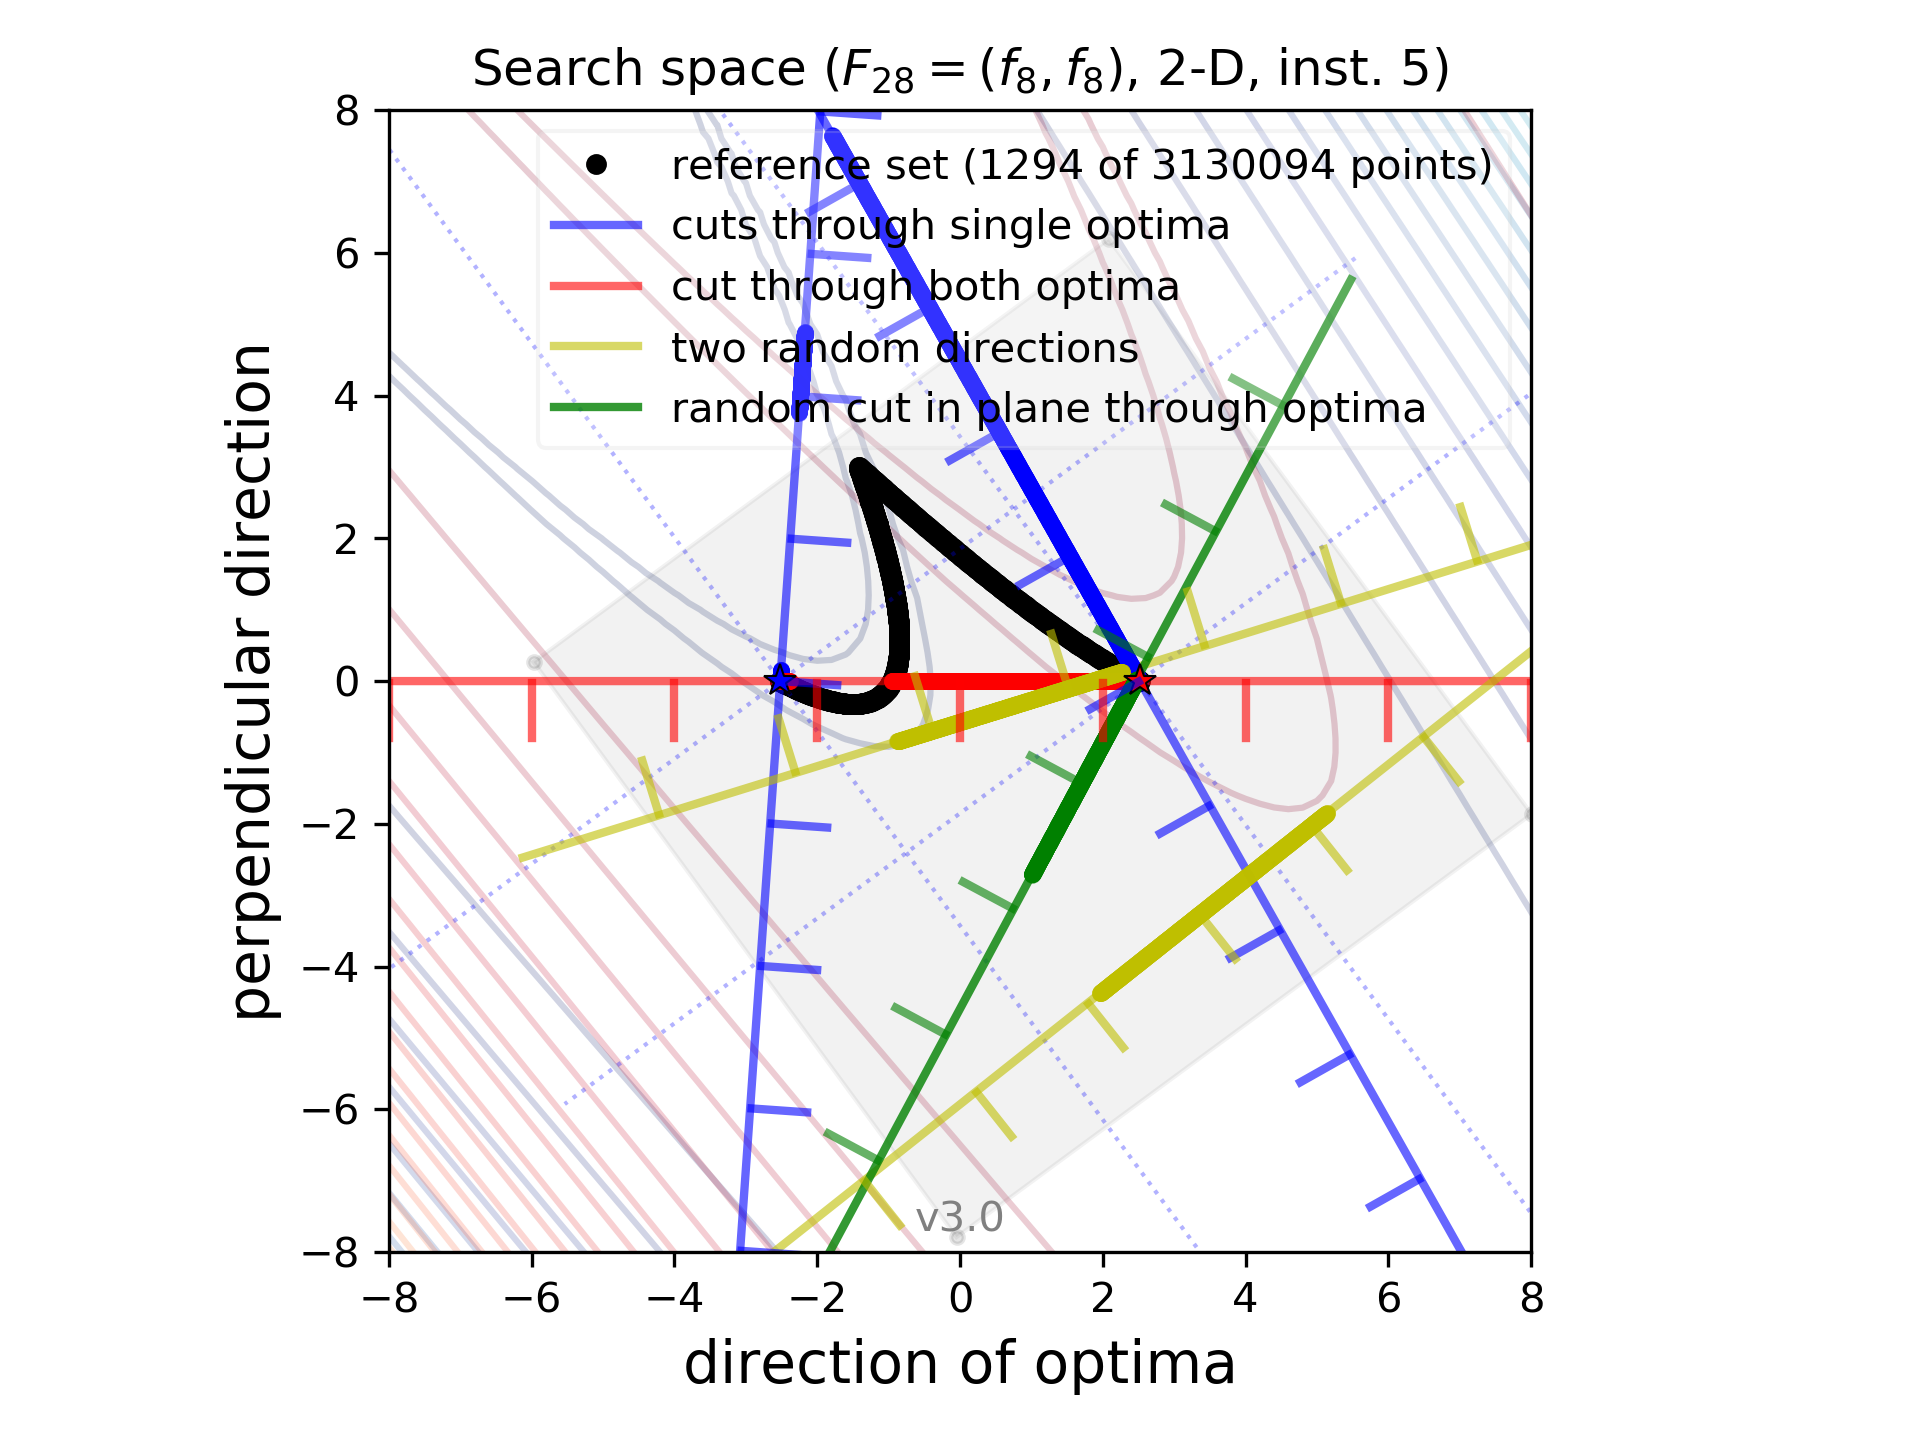 Search space (F28 = (f8, f8), 2-D, inst. 5)
reference set (1294 of 3130094 points)
cuts through single optima
cut through both optima
two random directions
random cut in plane through optima
perpendicular direction
8
6
4
2
0
−2
−4
−6
−8
v3.0
−8 −6 −4 −2 0 2 4 6 8
direction of optima